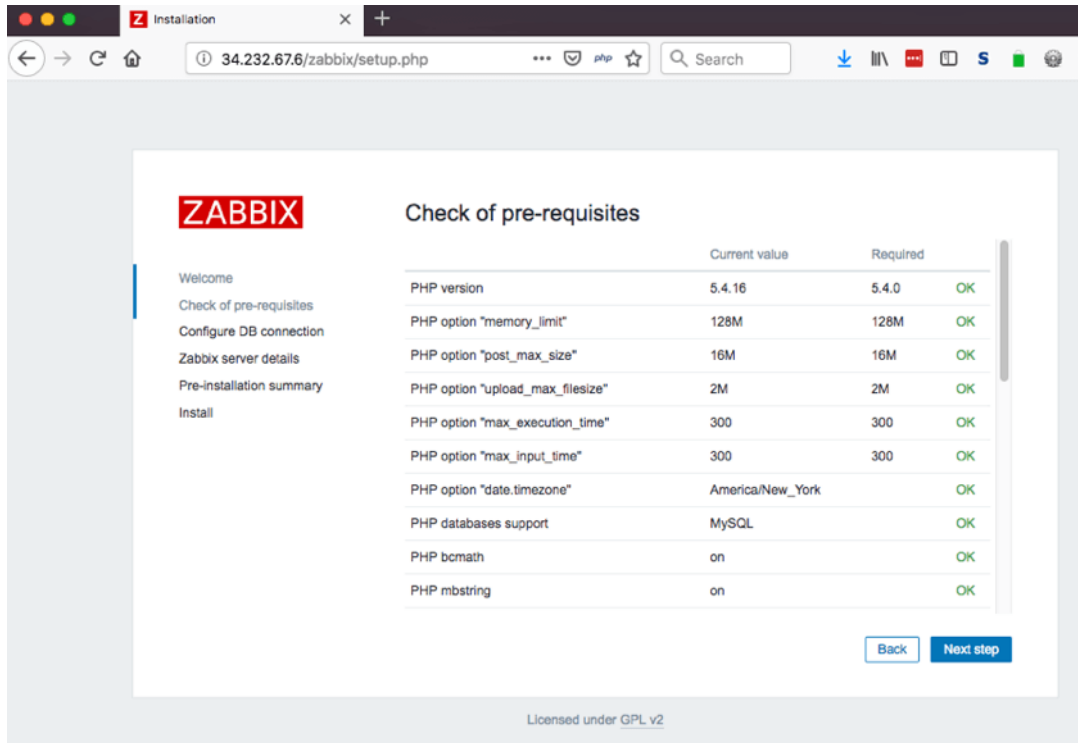 Z Installation
34.232.67.6/zabbix/setup.php php Search S
ZABBIX
Welcome
Check of pre-requisites
Configure DB connection
Zabbix server details
Pre-installation summary
Install
Check of pre-requisites
Current value Required
PHP version 5.4.16 5.4.0 OK
PHP option "memory_limit" 128M 128M OK
PHP option "post_max_size" 16M 16M OK
PHP option "upload_max_filesize" 2M 2M OK
PHP option "max_execution_time" 300 300 OK
PHP option "max_input_time" 300 300 OK
PHP option "date.timezone" America/New_York OK
PHP databases support MySQL OK
PHP bcmath on OK
PHP mbstring on OK
Back Next step
Licensed under GPL v2